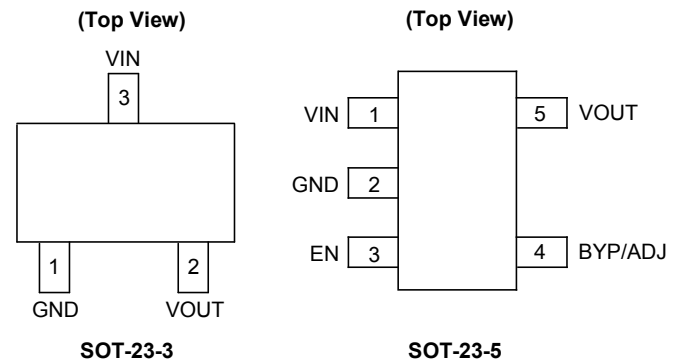 (Top View)
VIN
3
1
2
GND
VOUT
SOT-23-3
(Top View)
VIN
1
5
VOUT
GND
2
EN
3
4
BYP/ADJ
SOT-23-5